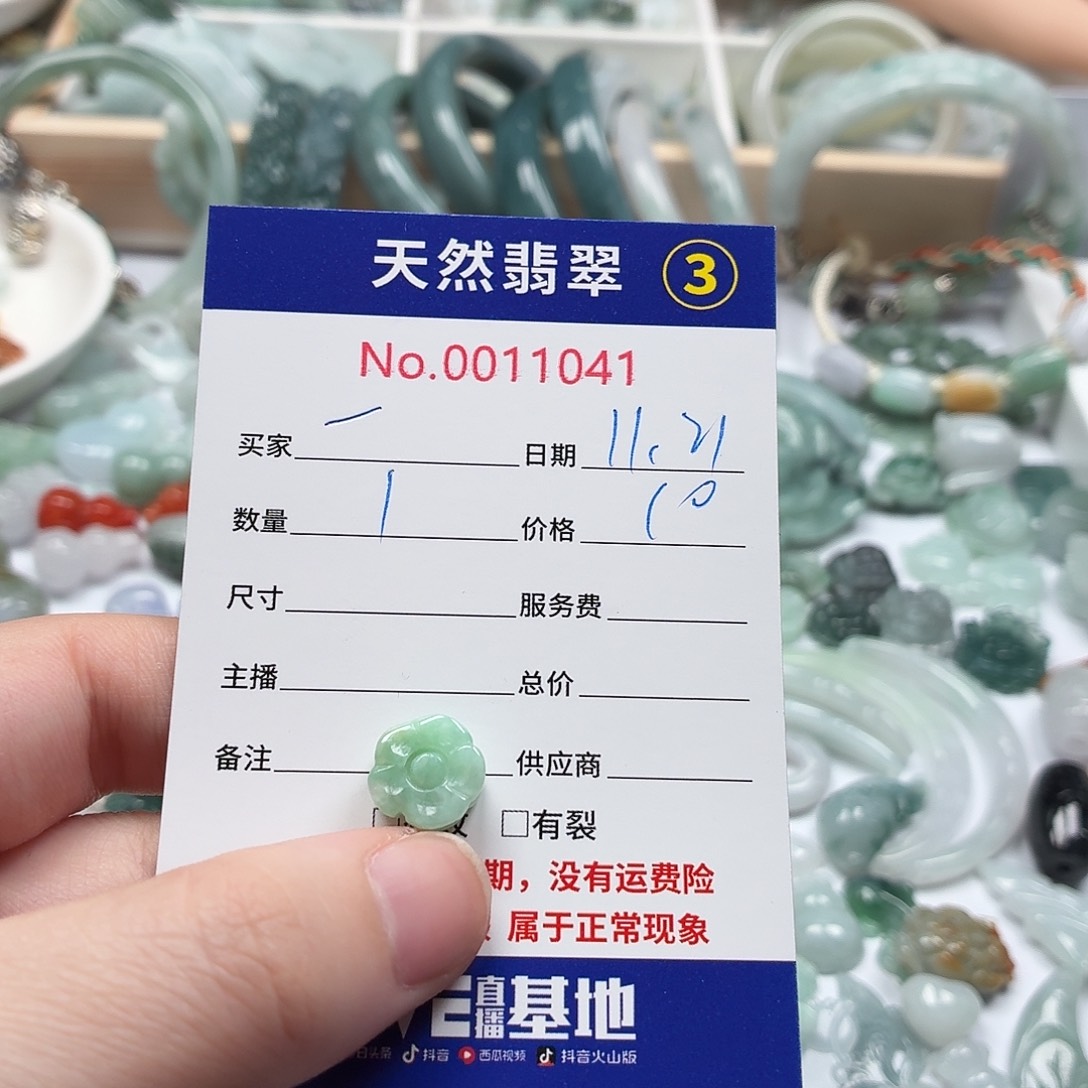 天然翡翠 ③
No.0011041
买家 一 日期 11.21
数量 1 价格 10
尺寸 服务费
主播 总价
备注 供应商
□有裂
期，没有运费险
属于正常现象
直播基地
头条 抖音 西瓜视频 抖音火山版